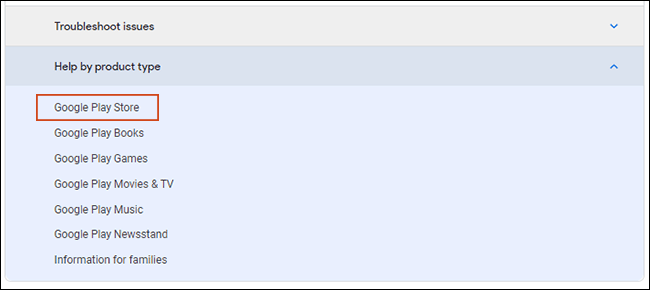 Troubleshoot issues
Help by product type
Google Play Store
Google Play Books
Google Play Games
Google Play Movies & TV
Google Play Music
Google Play Newsstand
Information for families